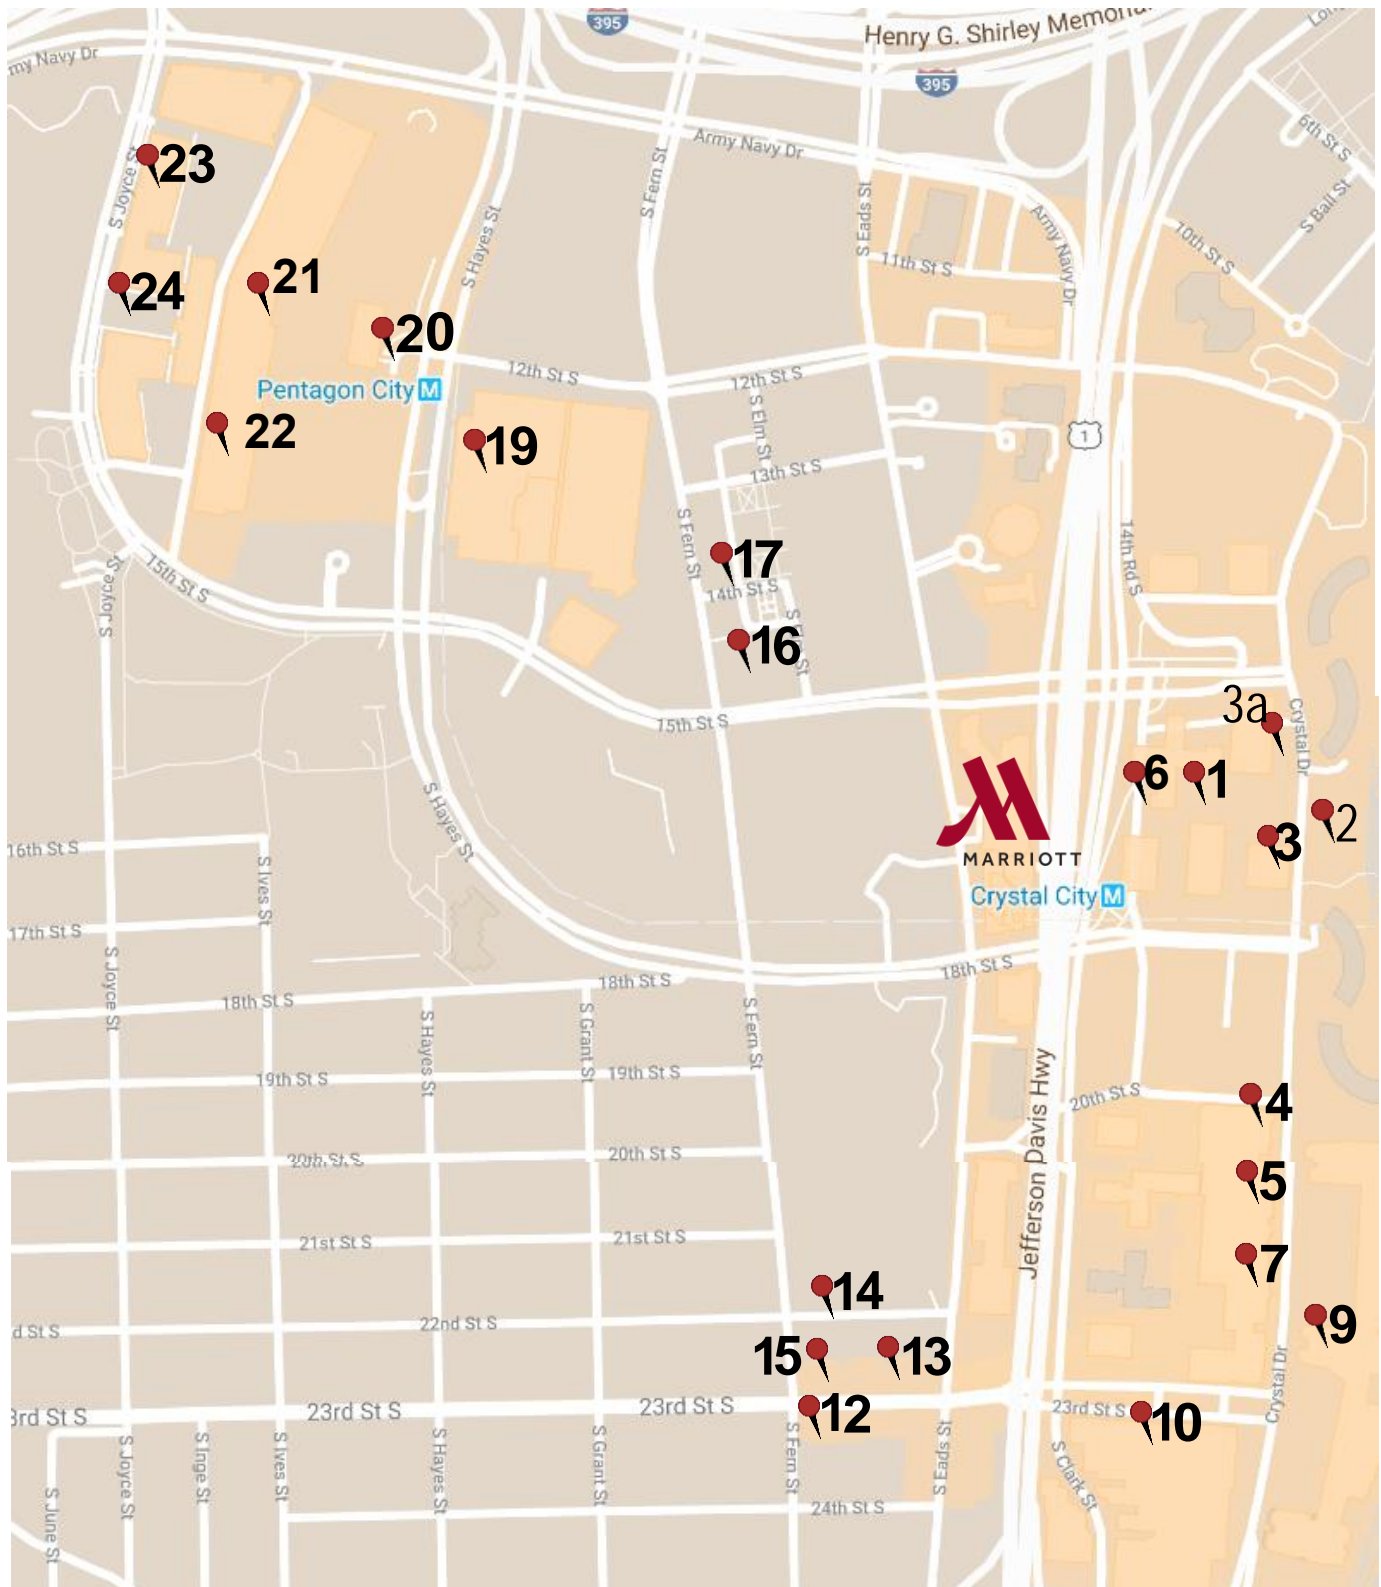 395
Henry G. Shirley Memoria
395
my Navy Dr
6th St S
Army Navy Dr
S Joyce St
23
S Fern St
S Ball St
S Eads St
S Hayes St
Army Navy Dr
10th St S
11th St S
24
21
20
12th St S
12th St S
Pentagon City M
S Elm St
22
19
1
13th St S
S Fern St
14th Rd S
17
14th St S
15th St S
S Joyce St
16
15th St S
3a
Crystal Dr
6
1
2
3
MARRIOTT
S Hayes St
16th St S
S Ives St
Crystal City M
17th St S
S Joyce St
18th St S
18th St S
18th St S
S Hayes St
S Grant St
S Fern St
19th St S
19th St S
Jefferson Davis Hwy
20th St S
4
20th St S
20th St S
5
21st St S
21st St S
7
14
22nd St S
d St S
9
15
13
Crystal Dr
3rd St S
23rd St S
23rd St S
12
23rd St S
10
S Joyce St
S Inge St
S Ives St
S Hayes St
S Grant St
S Fern St
S Eads St
S Clark St
S June St
24th St S